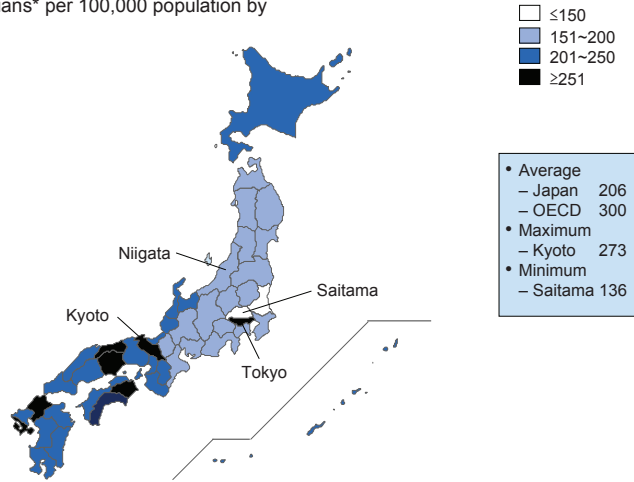 ians* per 100,000 population by
≤150
151~200
201~250
≥251
• Average
– Japan 206
– OECD 300
• Maximum
– Kyoto 273
• Minimum
– Saitama 136
Niigata
Saitama
Kyoto
Tokyo